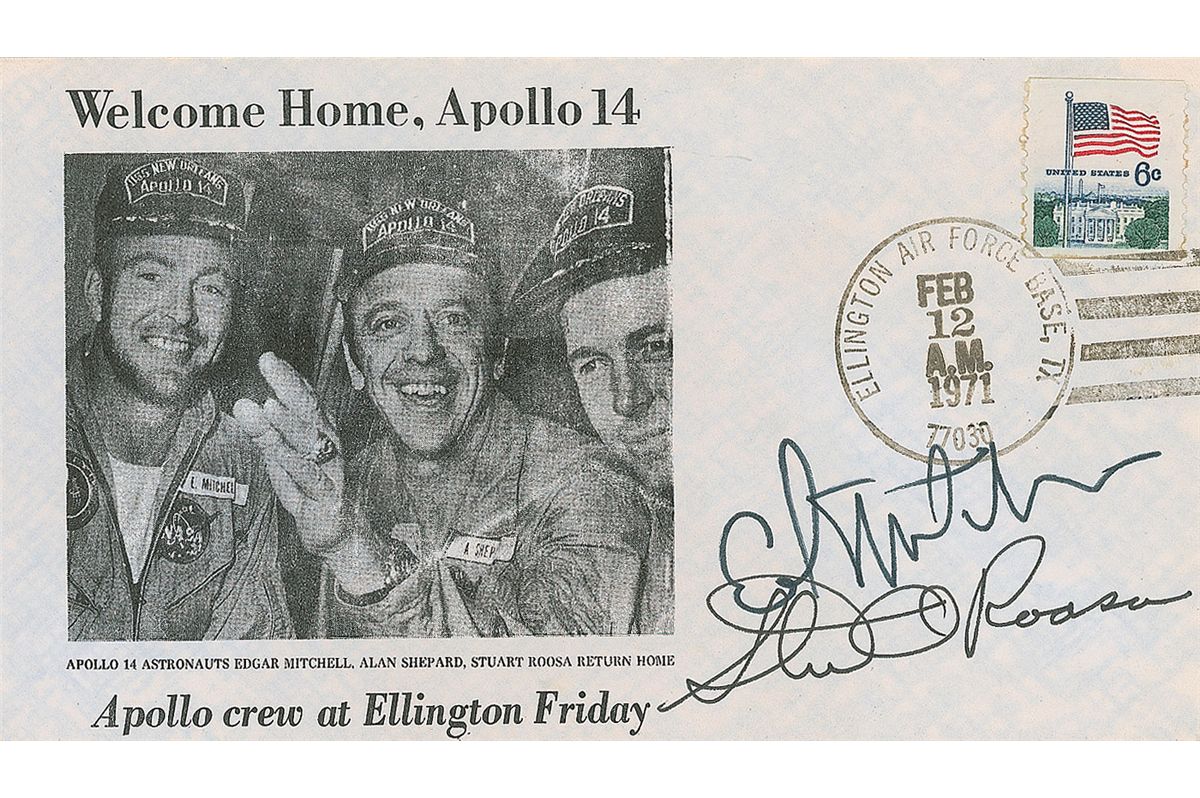 Welcome Home, Apollo 14
USS NEW ORLEANS
Apollo 14
USS NEW ORLEANS
APOLLO 14
14
E. MITCHELL
NASA
A. SHEP
APOLLO 14 ASTRONAUTS EDGAR MITCHELL, ALAN SHEPARD, STUART ROOSA RETURN HOME
Apollo crew at Ellington Friday
UNITED STATES 6c
ELLINGTON AIR FORCE BASE, TX
FEB
12
A.M.
1971
77030
Stuart Roosa